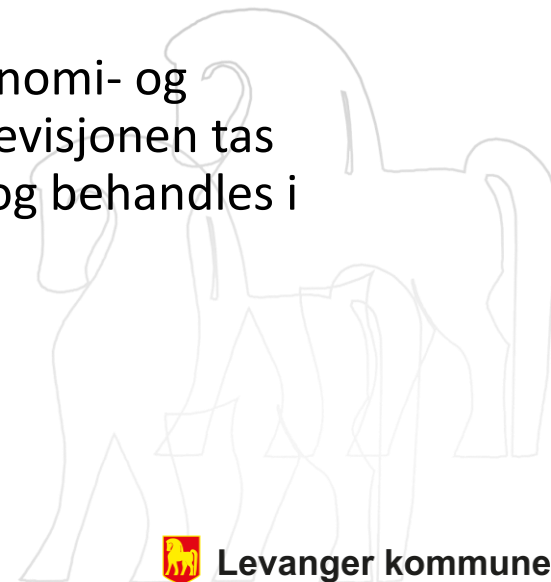 nomi- og
evisjonen tas
og behandles i
Levanger kommune